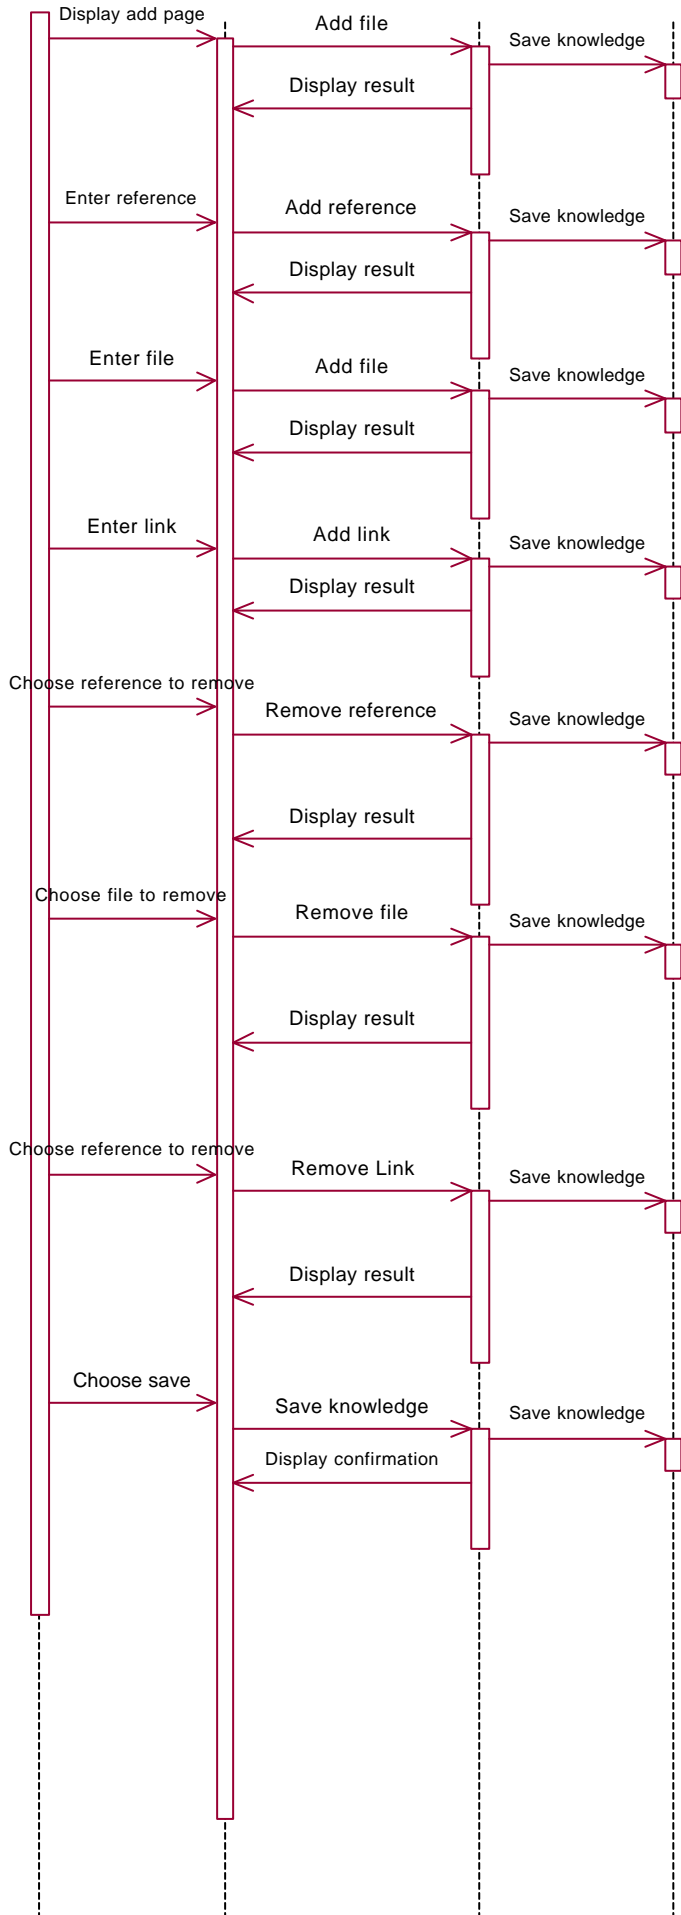 Display add page
Add file
Save knowledge
Display result
Enter reference
Add reference
Save knowledge
Display result
Enter file
Add file
Save knowledge
Display result
Enter link
Add link
Save knowledge
Display result
Choose reference to remove
Remove reference
Save knowledge
Display result
Choose file to remove
Remove file
Save knowledge
Display result
Choose reference to remove
Remove Link
Save knowledge
Display result
Choose save
Save knowledge
Save knowledge
Display confirmation